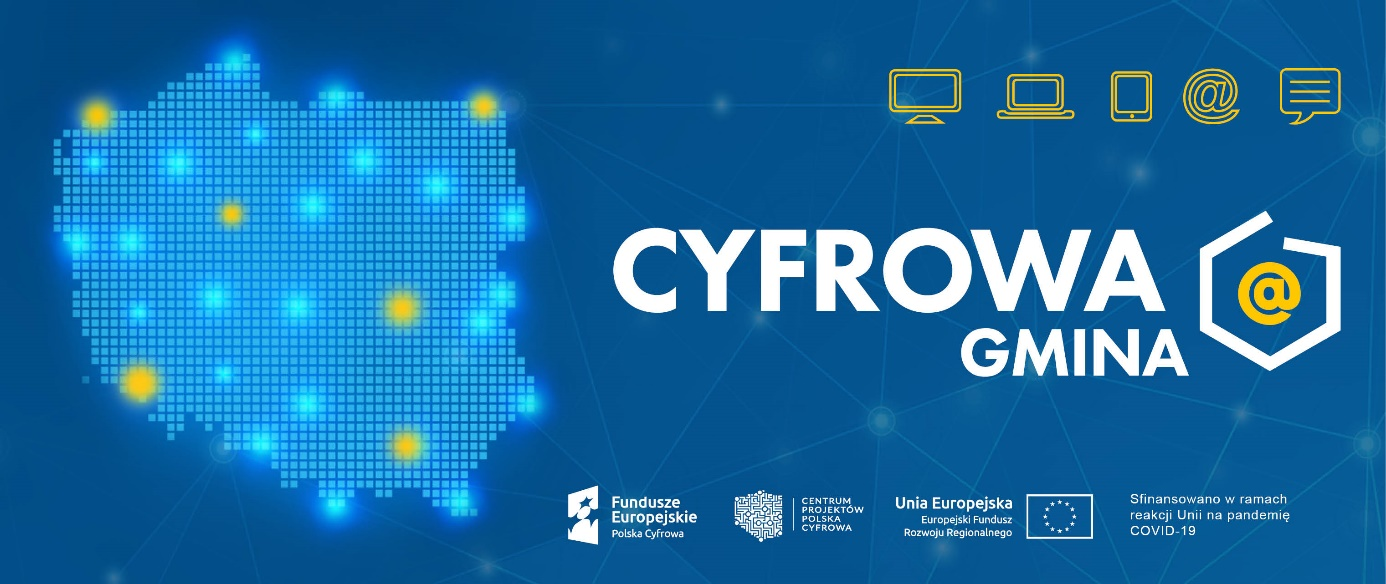 CYFROWA
GMINA
@
Fundusze
Europejskie
Polska Cyfrowa
CENTRUM
PROJEKTÓW
POLSKA
CYFROWA
Unia Europejska
Europejski Fundusz
Rozwoju Regionalnego
Sfinansowano w ramach
reakcji Unii na pandemię
COVID-19